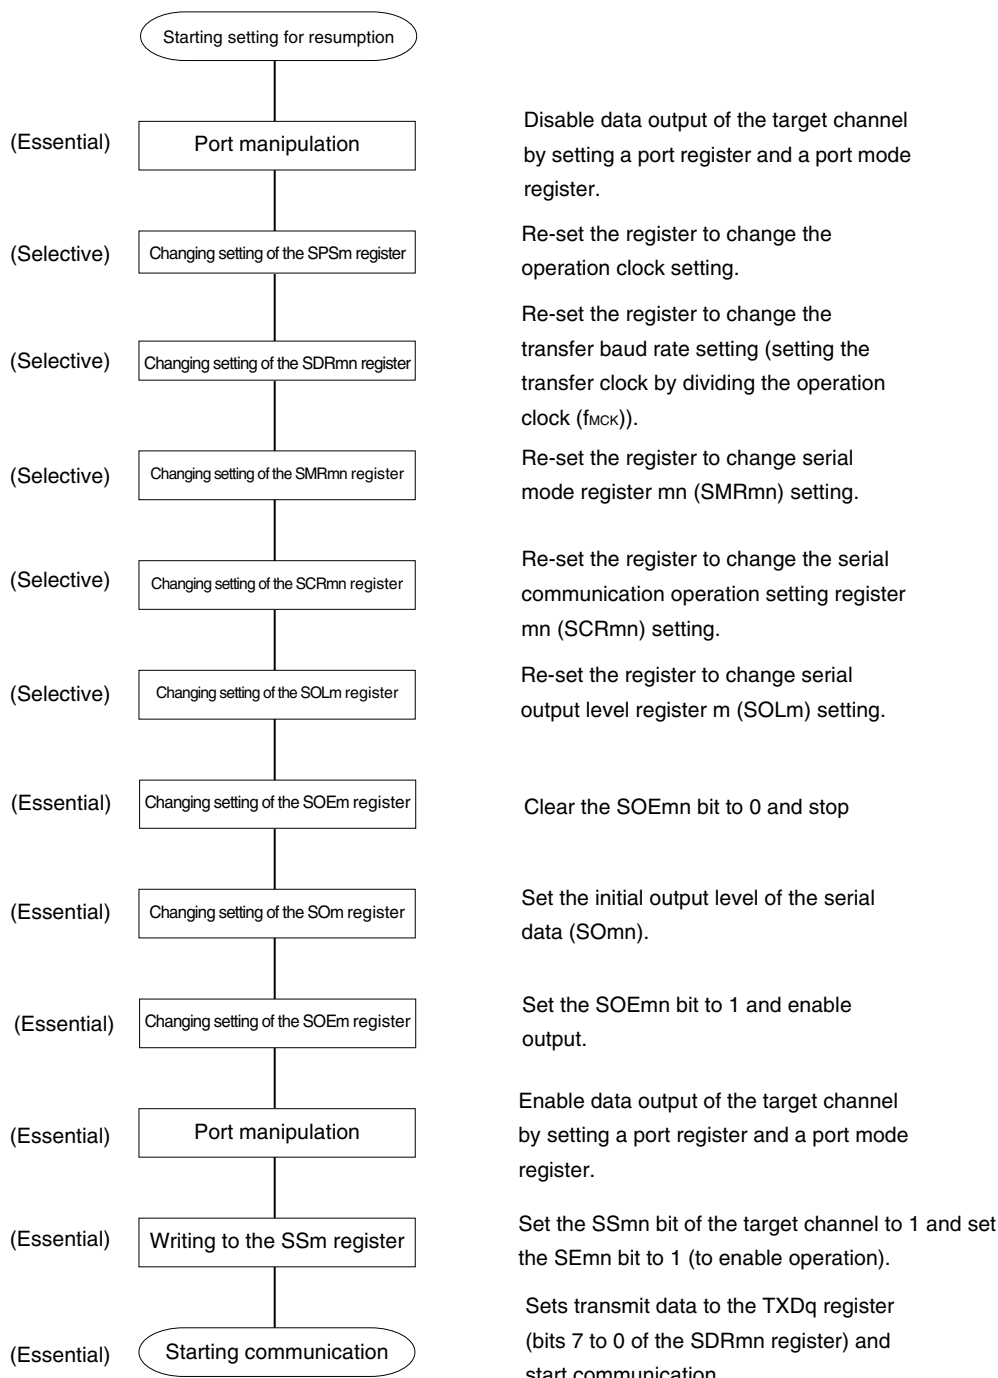 Starting setting for resumption
(Essential)
Port manipulation
Disable data output of the target channel
by setting a port register and a port mode
register.
(Selective)
Changing setting of the SPSm register
Re-set the register to change the
operation clock setting.
(Selective)
Changing setting of the SDRmn register
Re-set the register to change the
transfer baud rate setting (setting the
transfer clock by dividing the operation
clock (fMCK)).
(Selective)
Changing setting of the SMRmn register
Re-set the register to change serial
mode register mn (SMRmn) setting.
(Selective)
Changing setting of the SCRmn register
Re-set the register to change the serial
communication operation setting register
mn (SCRmn) setting.
(Selective)
Changing setting of the SOLm register
Re-set the register to change serial
output level register m (SOLm) setting.
(Essential)
Changing setting of the SOEm register
Clear the SOEmn bit to 0 and stop
(Essential)
Changing setting of the SOm register
Set the initial output level of the serial
data (SOmn).
(Essential)
Changing setting of the SOEm register
Set the SOEmn bit to 1 and enable
output.
(Essential)
Port manipulation
Enable data output of the target channel
by setting a port register and a port mode
register.
(Essential)
Writing to the SSm register
Set the SSmn bit of the target channel to 1 and set
the SEmn bit to 1 (to enable operation).
(Essential)
Starting communication
Sets transmit data to the TXDq register
(bits 7 to 0 of the SDRmn register) and
start communication